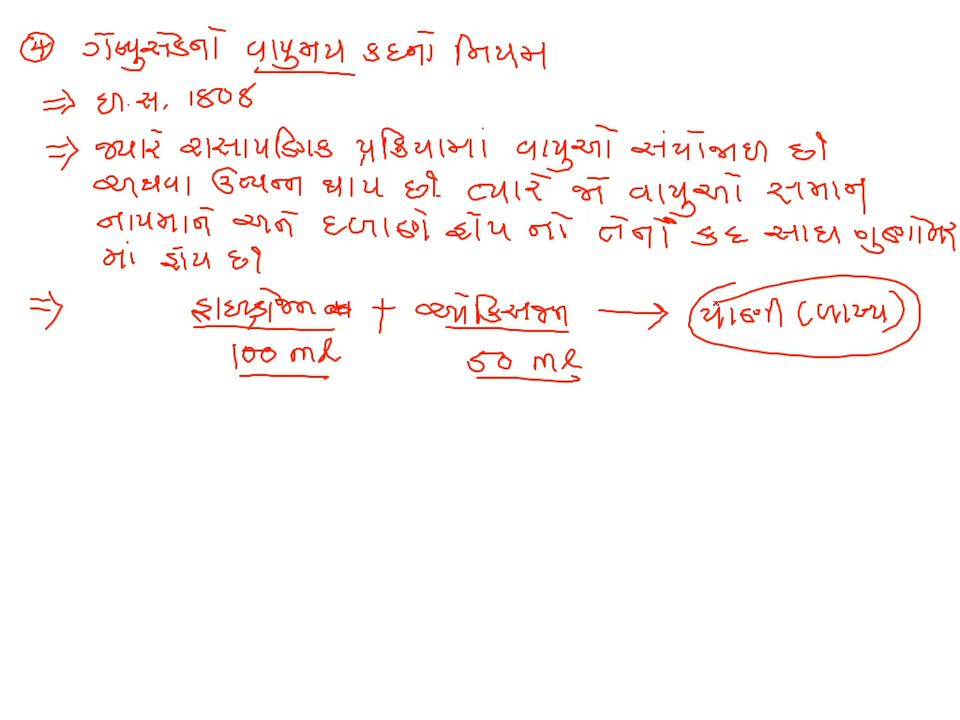 ④ ગેલ્યુસેકનો વાયુમય કદનો નિયમ
⇒ ઇ.સ. 1808
⇒ જ્યારે રાસાયણિક પ્રક્રિયામાં વાયુઓ સંયોજાઇ છે
અથવા ઉત્પન્ન થાય છે. ત્યારે જો વાયુઓ સમાન
તાપમાને અને દબાણે હોય તો તેનો કદ સાદા ગુણોત્તર
માં હોય છે
⇒ હાઇડ્રોજન + ઓક્સિજન → પાણી (બાષ્પ)
100 ml 50 ml